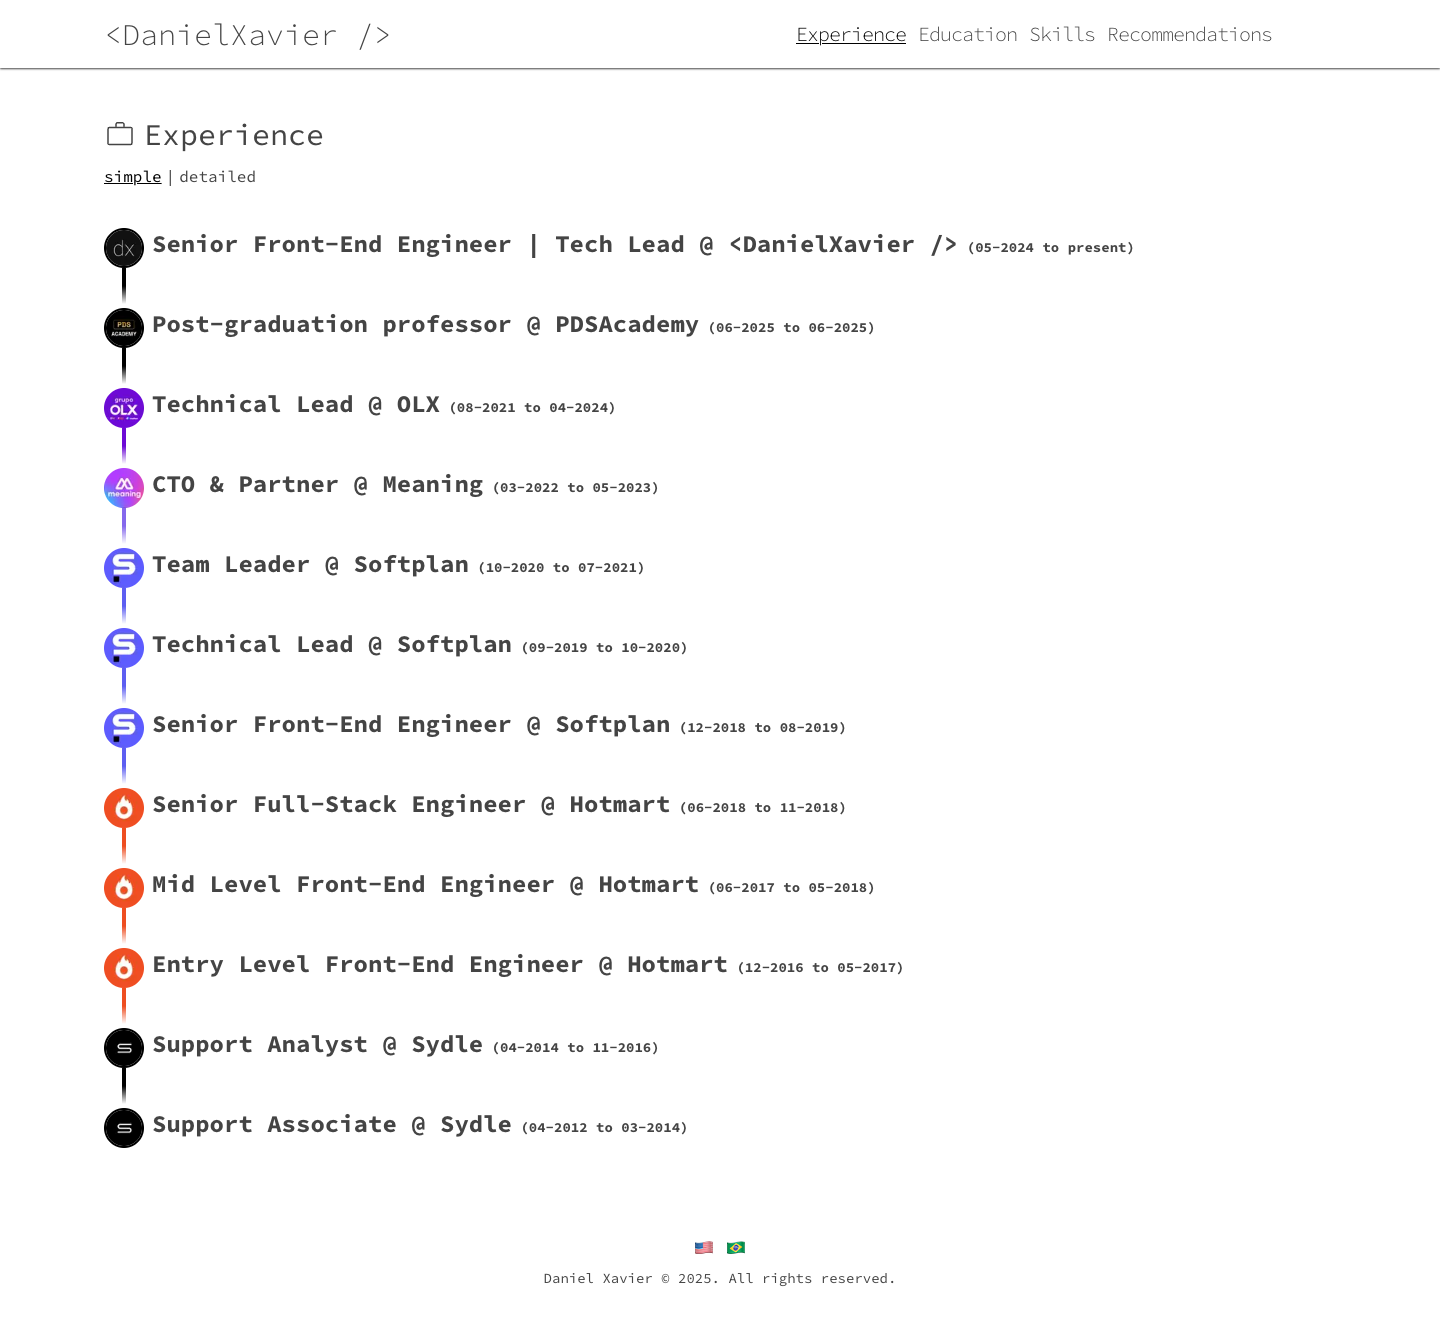 <DanielXavier />
Experience Education Skills Recommendations
Experience
simple | detailed
dx
Senior Front-End Engineer | Tech Lead @ <DanielXavier /> (05-2024 to present)
PDS
ACADEMY
Post-graduation professor @ PDSAcademy (06-2025 to 06-2025)
grupo
OLX
Technical Lead @ OLX (08-2021 to 04-2024)
meaning
CTO & Partner @ Meaning (03-2022 to 05-2023)
Team Leader @ Softplan (10-2020 to 07-2021)
Technical Lead @ Softplan (09-2019 to 10-2020)
Senior Front-End Engineer @ Softplan (12-2018 to 08-2019)
Senior Full-Stack Engineer @ Hotmart (06-2018 to 11-2018)
Mid Level Front-End Engineer @ Hotmart (06-2017 to 05-2018)
Entry Level Front-End Engineer @ Hotmart (12-2016 to 05-2017)
Support Analyst @ Sydle (04-2014 to 11-2016)
Support Associate @ Sydle (04-2012 to 03-2014)
Daniel Xavier © 2025. All rights reserved.